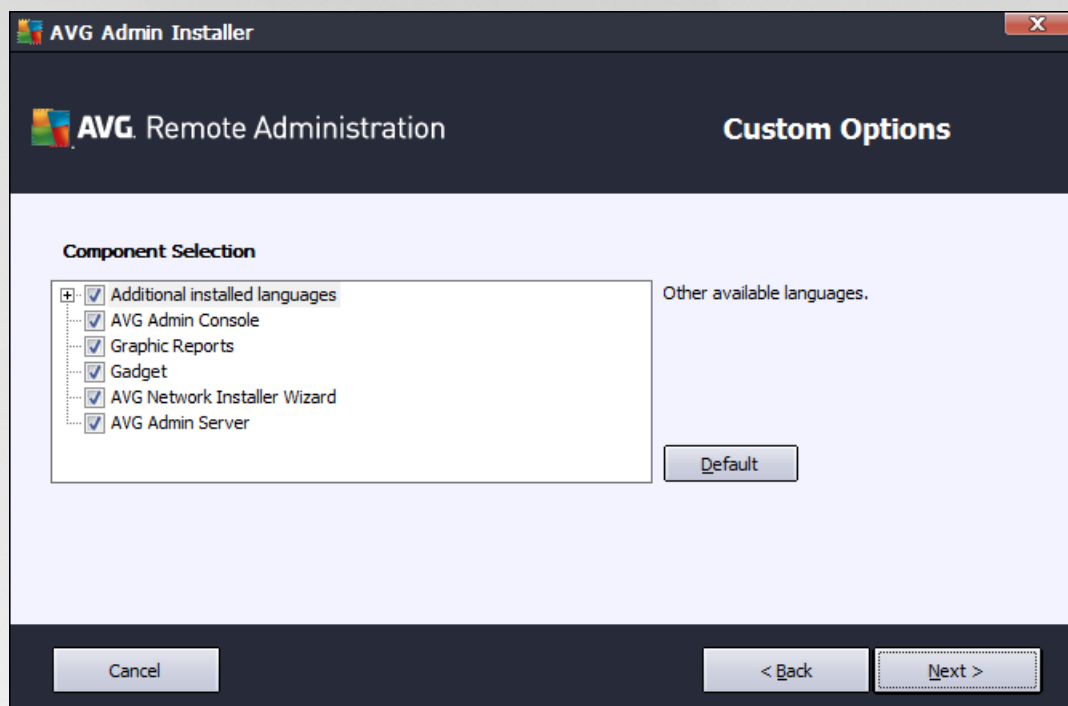 AVG Admin Installer
X
AVG. Remote Administration
Custom Options
Component Selection
Additional installed languages
Other available languages.
AVG Admin Console
Graphic Reports
Gadget
AVG Network Installer Wizard
AVG Admin Server
Default
Cancel
< Back
Next >